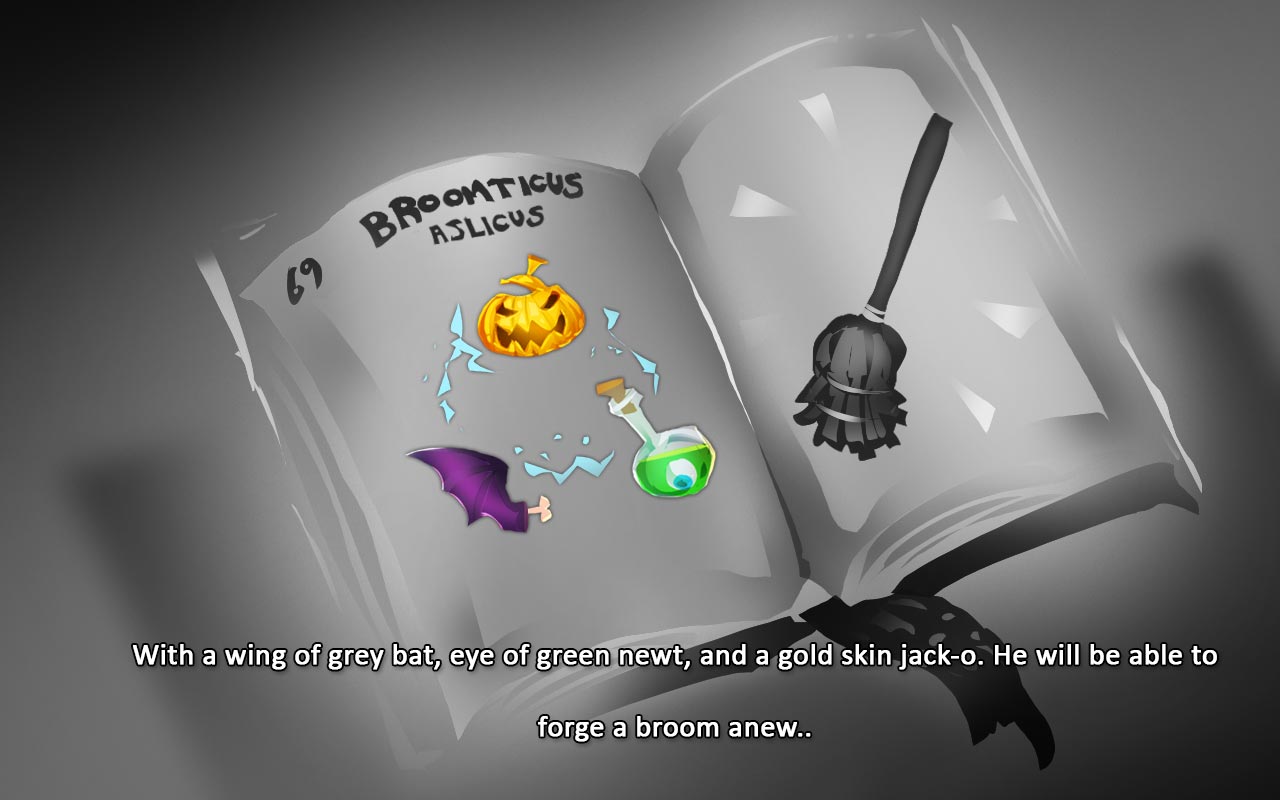 BROOMTICUS
ASLICUS
69
With a wing of grey bat, eye of green newt, and a gold skin jack-o. He will be able to
forge a broom anew..